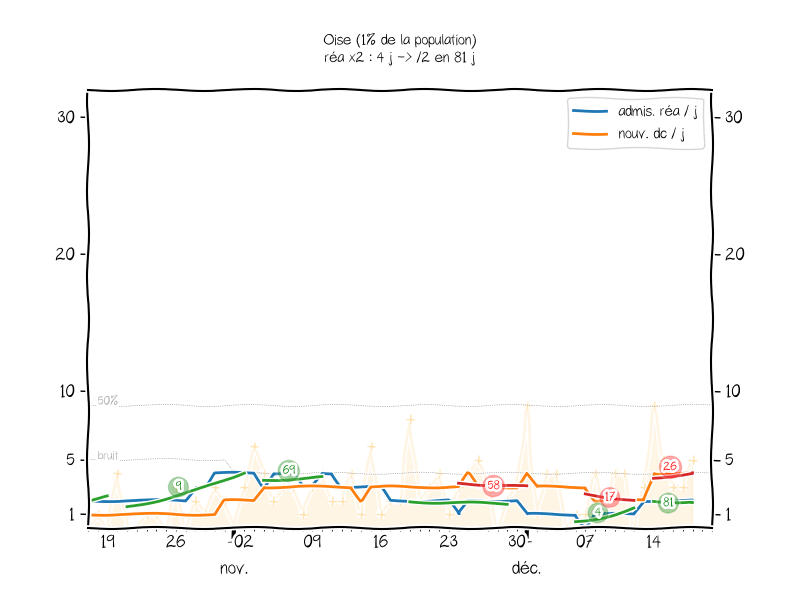 Oise (1% de la population)
réa x2 : 4 j -> /2 en 81 j
admis. réa / j
nouv. dc / j
30
30
20
20
10
10
50%
5
bruit
5
1
1
9
69
58
17
4
26
81
19 26 02 09 16 23 30 07 14
nov. déc.